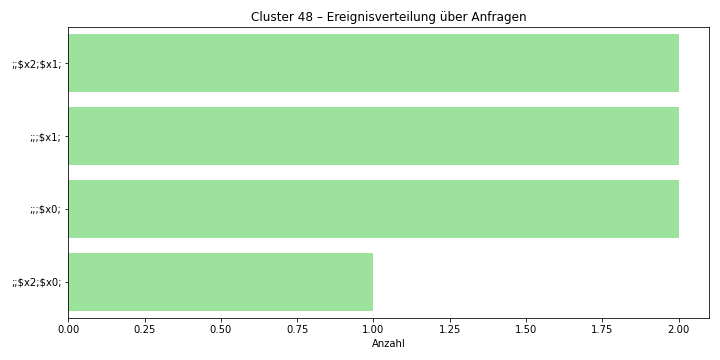 Cluster 48 – Ereignisverteilung über Anfragen
;;$x2;$x1;
;;;$x1;
;;;$x0;
;;$x2;$x0;
0.00 0.25 0.50 0.75 1.00 1.25 1.50 1.75 2.00
Anzahl